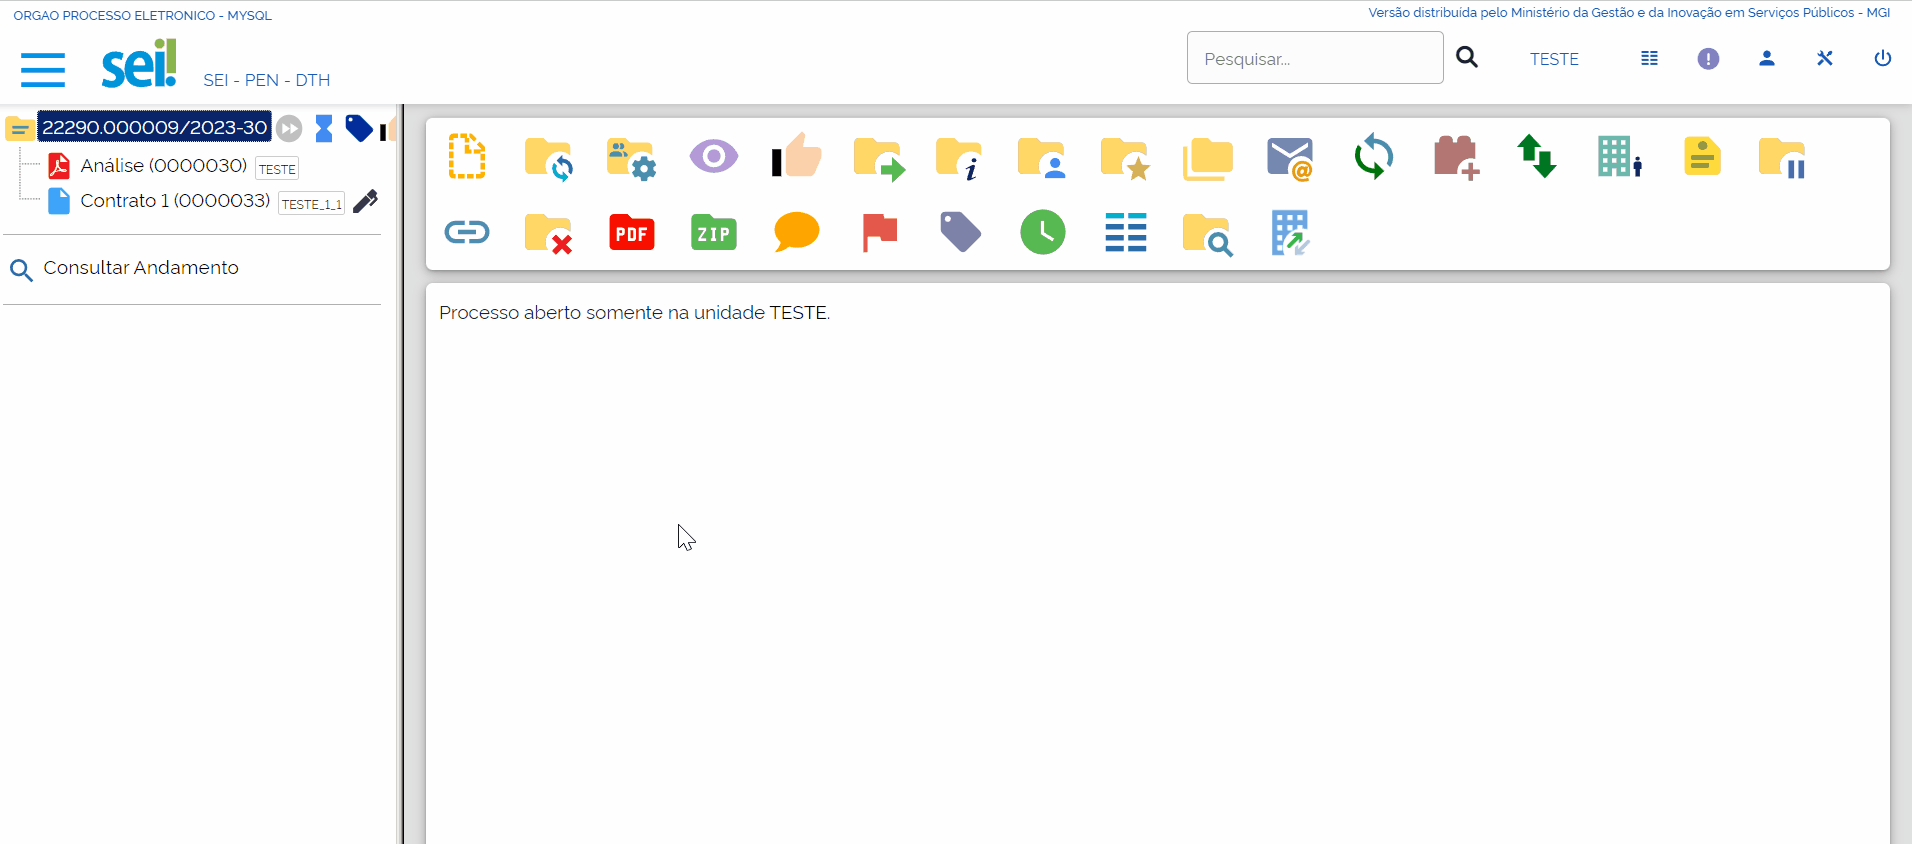 ORGAO PROCESSO ELETRONICO - MYSQL
Versão distribuída pelo Ministério da Gestão e da Inovação em Serviços Públicos - MGI
sei!
SEI - PEN - DTH
Pesquisar...
TESTE
22290.000009/2023-30
Análise (0000030) TESTE
Contrato 1 (0000033) TESTE_1_1
Consultar Andamento
PDF
ZIP
Processo aberto somente na unidade TESTE.